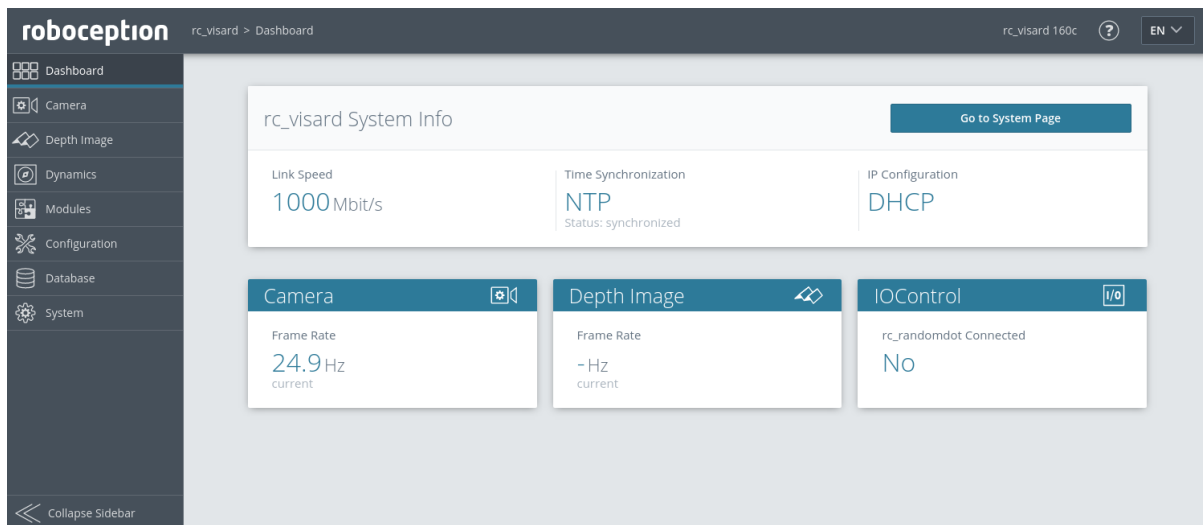 roboception
rc_visard > Dashboard
rc_visard 160c
?
EN
Dashboard
Camera
Depth Image
Dynamics
Modules
Configuration
Database
System
Collapse Sidebar
rc_visard System Info
Go to System Page
Link Speed
1000 Mbit/s
Time Synchronization
NTP
Status: synchronized
IP Configuration
DHCP
Camera
Frame Rate
24.9 Hz
current
Depth Image
Frame Rate
- Hz
current
IOControl
I/O
rc_randomdot Connected
No